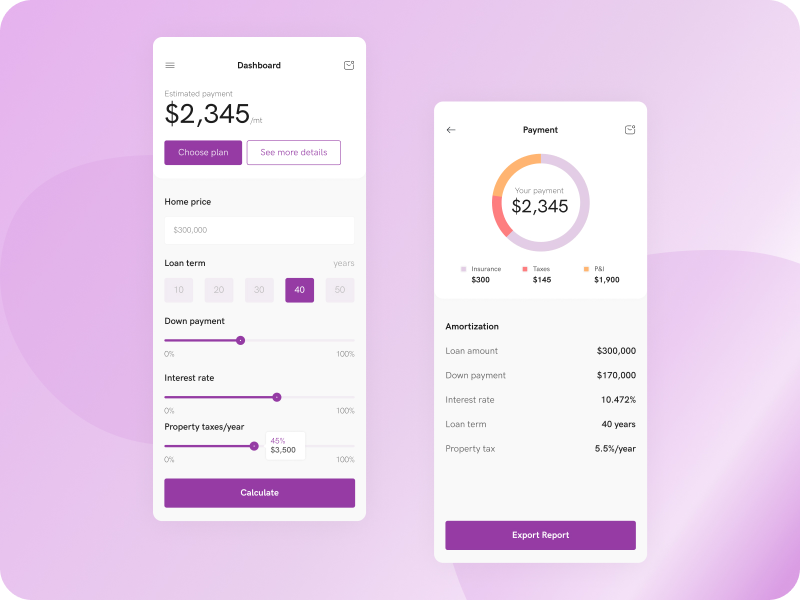 Dashboard
Estimated payment
$2,345/mt
Choose plan
See more details
Home price
$300,000
Loan term years
10 20 30 40 50
Down payment
0% 100%
Interest rate
0% 100%
Property taxes/year
45%
$3,500
0% 100%
Calculate
Payment
Your payment
$2,345
Insurance Taxes P&I
$300 $145 $1,900
Amortization
Loan amount $300,000
Down payment $170,000
Interest rate 10.472%
Loan term 40 years
Property tax 5.5%/year
Export Report